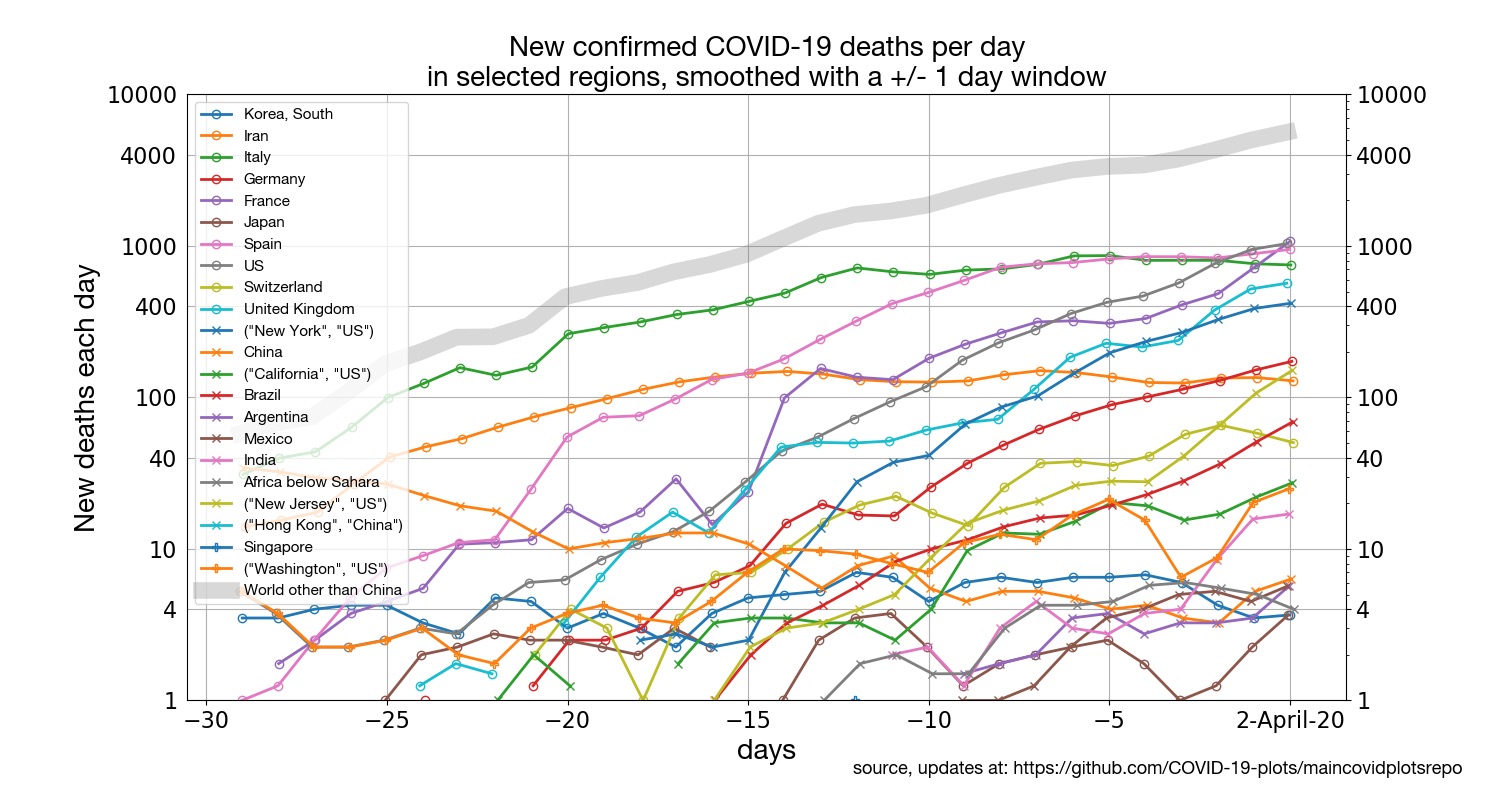 New confirmed COVID-19 deaths per day
in selected regions, smoothed with a +/- 1 day window
10000
4000
1000
400
100
40
10
4
1
New deaths each day
Korea, South
Iran
Italy
Germany
France
Japan
Spain
US
Switzerland
United Kingdom
("New York", "US")
China
("California", "US")
Brazil
Argentina
Mexico
India
Africa below Sahara
("New Jersey", "US")
("Hong Kong", "China")
Singapore
("Washington", "US")
World other than China
10000
4000
1000
400
100
40
10
4
1
−30 −25 −20 −15 −10 −5 2-April-20
days
source, updates at: https://github.com/COVID-19-plots/maincovidplotsrepo